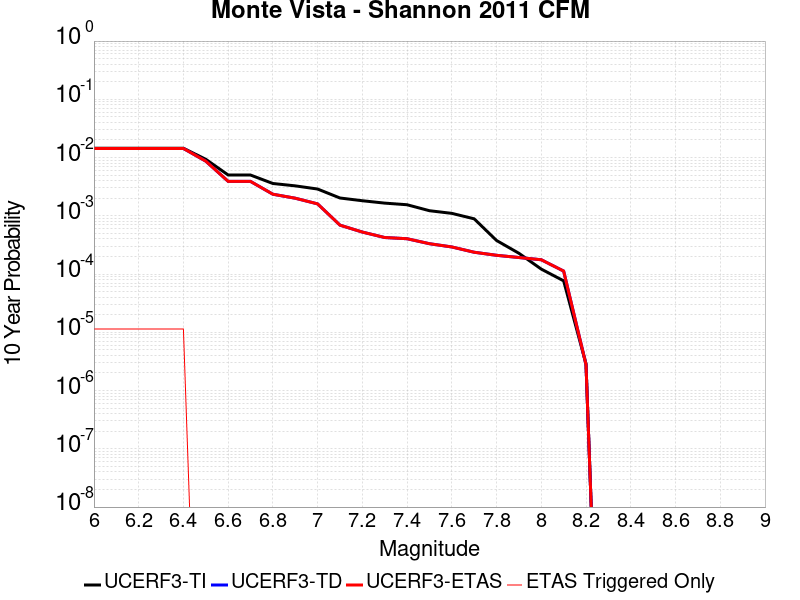 Monte Vista - Shannon 2011 CFM
10^0
10^-1
10^-2
10^-3
10^-4
10^-5
10^-6
10^-7
10^-8
10 Year Probability
6 6.2 6.4 6.6 6.8 7 7.2 7.4 7.6 7.8 8 8.2 8.4 8.6 8.8 9
Magnitude
UCERF3-TI UCERF3-TD UCERF3-ETAS ETAS Triggered Only